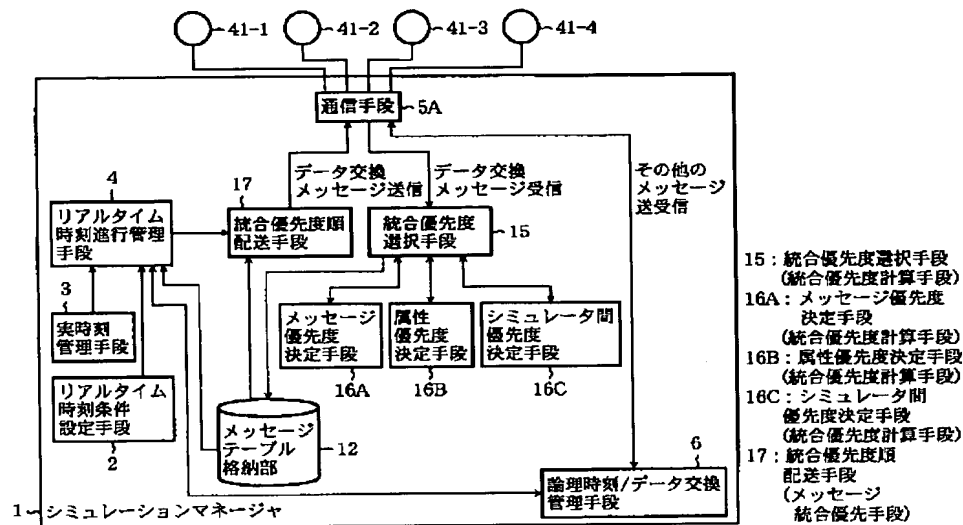 41-1
41-2
41-3
41-4
通信手段
5A
データ交換
メッセージ送信
データ交換
メッセージ受信
その他の
メッセージ
送受信
4
リアルタイム
時刻進行管理
手段
17
統合優先度順
配送手段
統合優先度
選択手段
15
3
実時刻
管理手段
メッセージ
優先度
決定手段
16A
属性
優先度
決定手段
16B
シミュレータ間
優先度
決定手段
16C
リアルタイム
時刻条件
設定手段
2
メッセージ
テーブル
格納部
12
6
論理時刻/データ交換
管理手段
1
シミュレーションマネージャ
15:統合優先度選択手段
(統合優先度計算手段)
16A:メッセージ優先度
決定手段
(統合優先度計算手段)
16B:属性優先度決定手段
(統合優先度計算手段)
16C:シミュレータ間
優先度決定手段
(統合優先度計算手段)
17:統合優先度順
配送手段
(メッセージ
統合優先手段)